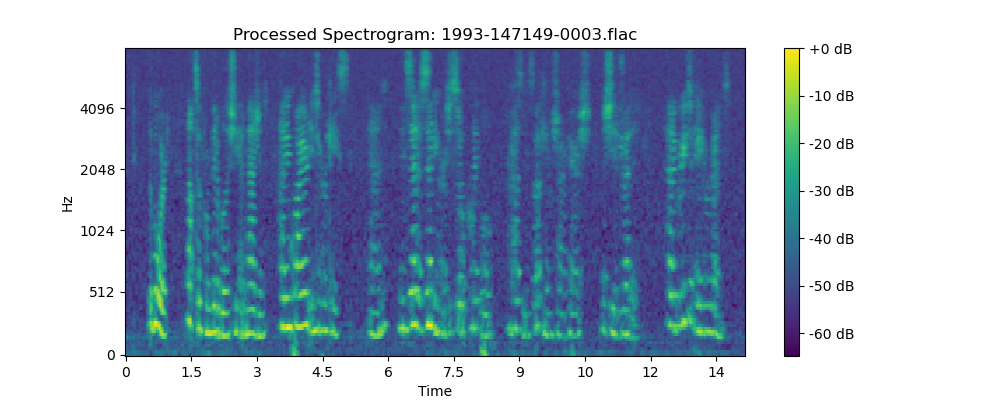 Processed Spectrogram: 1993-147149-0003.flac
4096
2048
1024
512
0
Hz
0 1.5 3 4.5 6 7.5 9 10 12 14
Time
+0 dB
-10 dB
-20 dB
-30 dB
-40 dB
-50 dB
-60 dB